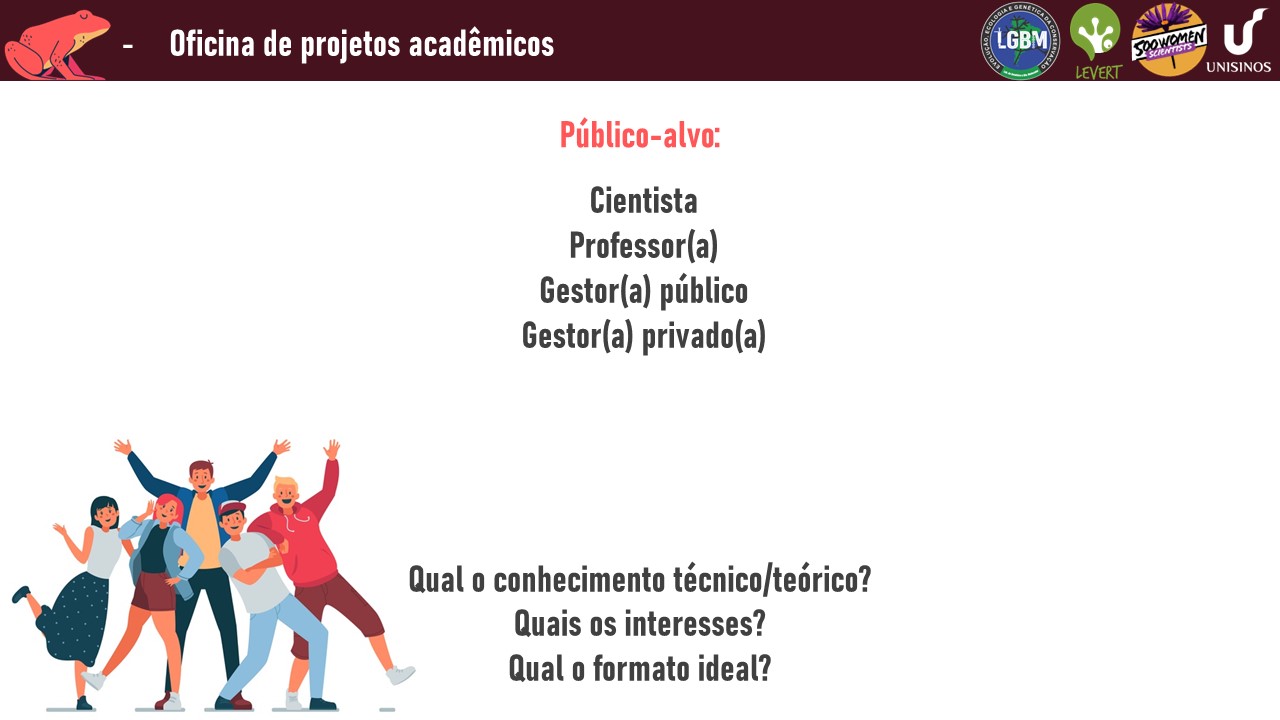 - Oficina de projetos acadêmicos
EVOLUÇÃO, ECOLOGIA E GENÉTICA DA CONSERVAÇÃO
LGBM
LEVERT
500 WOMEN
SCIENTISTS
UNISINOS
Público-alvo:
Cientista
Professor(a)
Gestor(a) público
Gestor(a) privado(a)
Qual o conhecimento técnico/teórico?
Quais os interesses?
Qual o formato ideal?